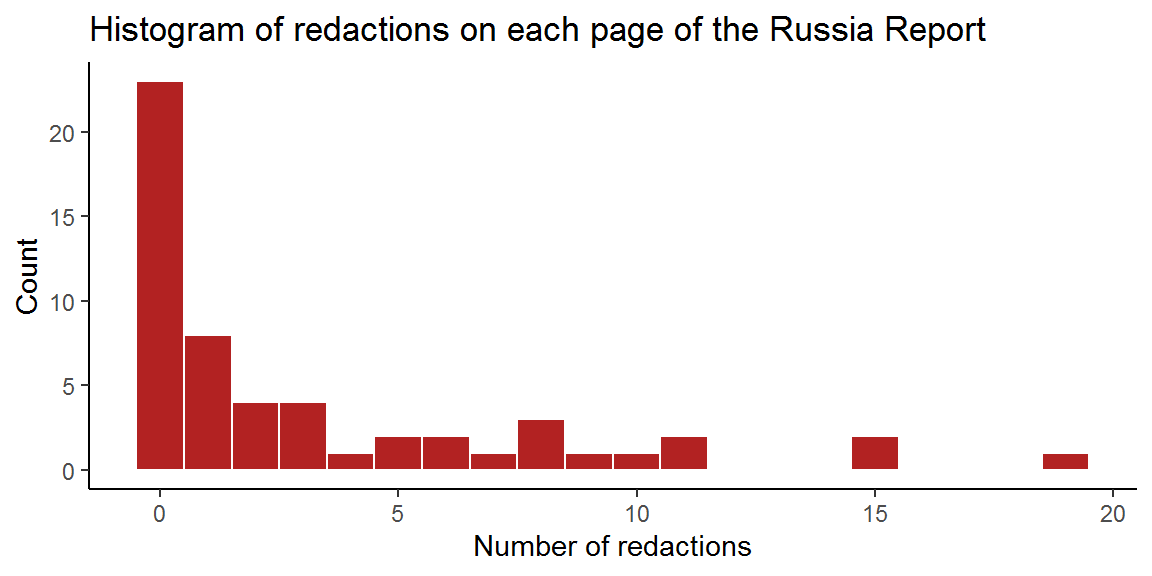 Histogram of redactions on each page of the Russia Report
Count
20
15
10
5
0
0 5 10 15 20
Number of redactions